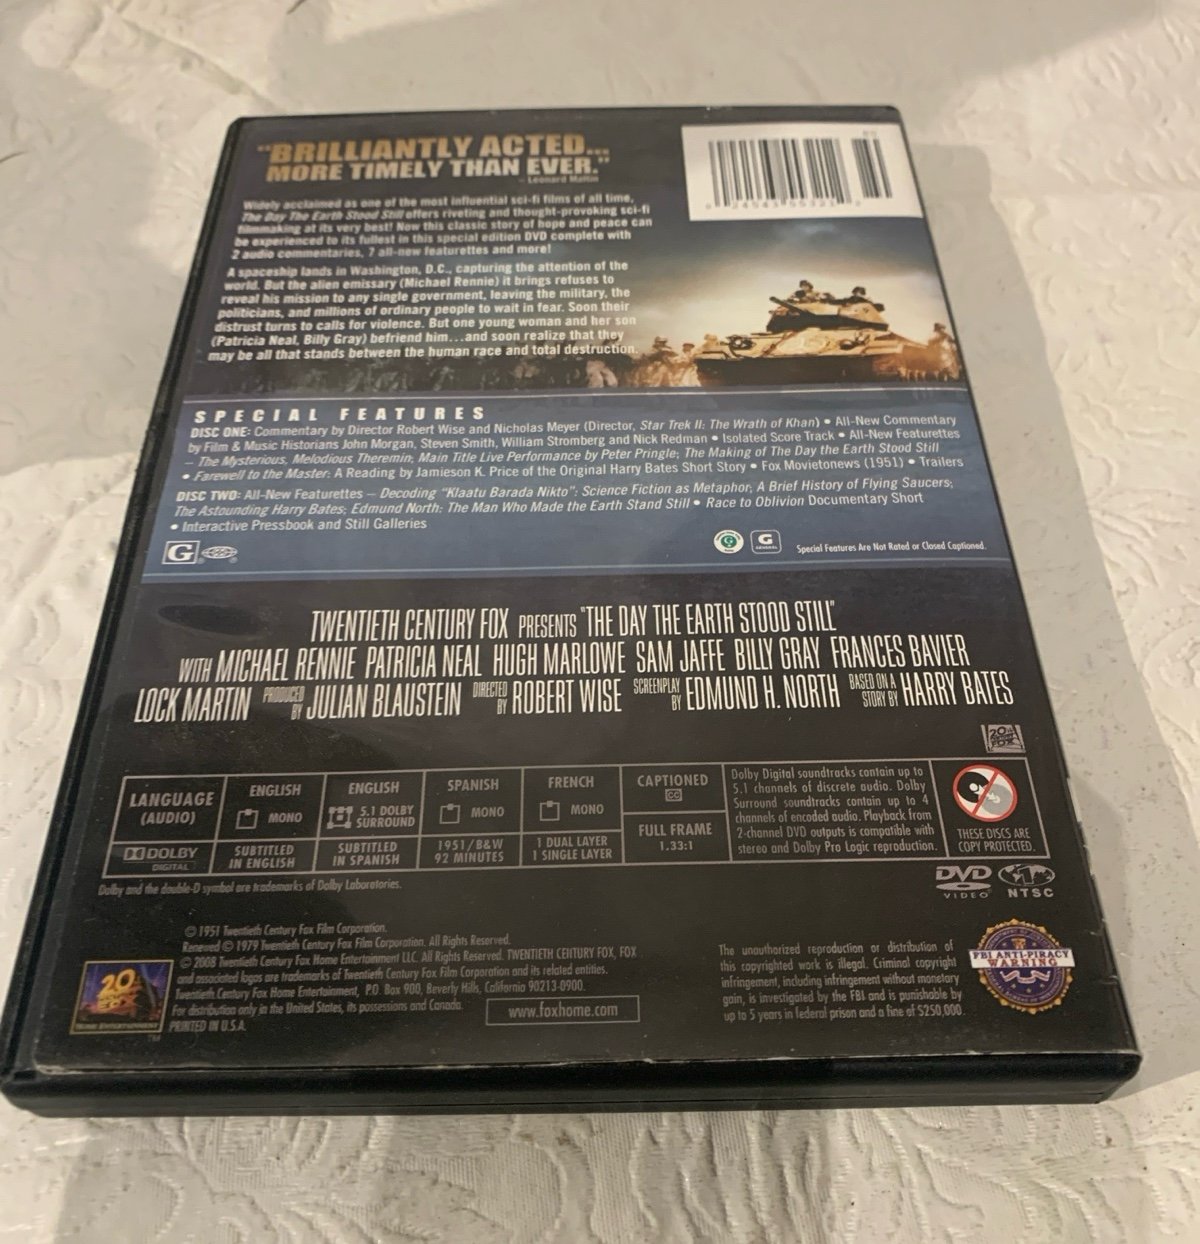 "BRILLIANTLY ACTED...
MORE TIMELY THAN EVER."
– Leonard Maltin
Widely acclaimed as one of the most influential sci-fi films of all time,
The Day The Earth Stood Still offers riveting and thought-provoking sci-fi
filmmaking at its very best! Now this classic story of hope and peace can
be experienced to its fullest in this special edition DVD complete with
2 audio commentaries, 7 all-new featurettes and more!
A spaceship lands in Washington, D.C., capturing the attention of the
world. But the alien emissary (Michael Rennie) it brings refuses to
reveal his mission to any single government, leaving the military, the
politicians, and millions of ordinary people to wait in fear. Soon their
distrust turns to calls for violence. But one young woman and her son
(Patricia Neal, Billy Gray) befriend him...and soon realize that they
may be all that stands between the human race and total destruction.
SPECIAL FEATURES
DISC ONE: Commentary by Director Robert Wise and Nicholas Meyer (Director, Star Trek II: The Wrath of Khan) • All-New Commentary
by Film & Music Historians John Morgan, Steven Smith, William Stromberg and Nick Redman • Isolated Score Track • All-New Featurettes
– The Mysterious, Melodious Theremin; Main Title Live Performance by Peter Pringle; The Making of The Day the Earth Stood Still
• Farewell to the Master: A Reading by Jamieson K. Price of the Original Harry Bates Short Story • Fox Movietonews (1951) • Trailers
DISC TWO: All-New Featurettes – Decoding "Klaatu Barada Nikto": Science Fiction as Metaphor; A Brief History of Flying Saucers;
The Astounding Harry Bates; Edmund North: The Man Who Made the Earth Stand Still • Race to Oblivion Documentary Short
• Interactive Pressbook and Still Galleries
G
G
G
GENERAL
Special Features Are Not Rated or Closed Captioned.
TWENTIETH CENTURY FOX PRESENTS "THE DAY THE EARTH STOOD STILL"
WITH MICHAEL RENNIE PATRICIA NEAL HUGH MARLOWE SAM JAFFE BILLY GRAY FRANCES BAVIER
LOCK MARTIN PRODUCED BY JULIAN BLAUSTEIN DIRECTED BY ROBERT WISE SCREENPLAY BY EDMUND H. NORTH BASED ON A STORY BY HARRY BATES
20TH CENTURY FOX
LANGUAGE
(AUDIO)
ENGLISH
MONO
ENGLISH
5.1 DOLBY
SURROUND
SPANISH
MONO
FRENCH
MONO
CAPTIONED
CC
DOLBY
DIGITAL
SUBTITLED
IN ENGLISH
SUBTITLED
IN SPANISH
1951/B&W
92 MINUTES
1 DUAL LAYER
1 SINGLE LAYER
FULL FRAME
1.33:1
Dolby Digital soundtracks contain up to
5.1 channels of discrete audio. Dolby
Surround soundtracks contain up to 4
channels of encoded audio. Playback from
2-channel DVD outputs is compatible with
stereo and Dolby Pro Logic reproduction.
THESE DISCS ARE
COPY PROTECTED.
Dolby and the double-D symbol are trademarks of Dolby Laboratories.
DVD
VIDEO
NTSC
© 1951 Twentieth Century Fox Film Corporation.
Renewed © 1979 Twentieth Century Fox Film Corporation. All Rights Reserved.
© 2008 Twentieth Century Fox Home Entertainment LLC. All Rights Reserved. TWENTIETH CENTURY FOX, FOX
and associated logos are trademarks of Twentieth Century Fox Film Corporation and its related entities.
Twentieth Century Fox Home Entertainment, P.O. Box 900, Beverly Hills, California 90213-0900.
For distribution only in the United States, its possessions and Canada.
PRINTED IN U.S.A.
www.foxhome.com
20TH CENTURY FOX
HOME ENTERTAINMENT
TM
The unauthorized reproduction or distribution of
this copyrighted work is illegal. Criminal copyright
infringement, including infringement without monetary
gain, is investigated by the FBI and is punishable by
up to 5 years in federal prison and a fine of $250,000.
FBI ANTI-PIRACY
WARNING